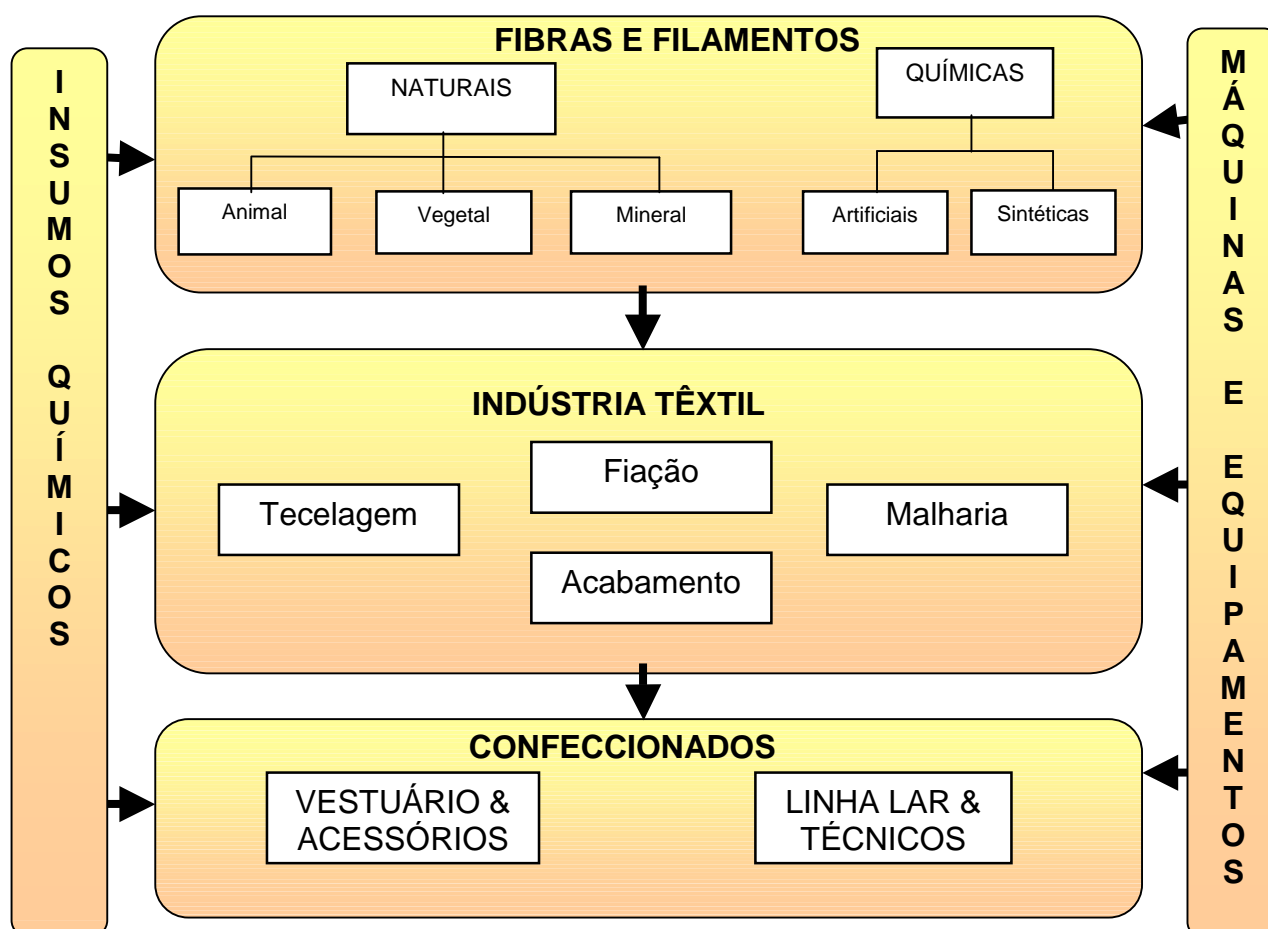 INSUMOS QUÍMICOS
FIBRAS E FILAMENTOS
NATURAIS
QUÍMICAS
Animal
Vegetal
Mineral
Artificiais
Sintéticas
INDÚSTRIA TÊXTIL
Fiação
Tecelagem
Malharia
Acabamento
CONFECCIONADOS
VESTUÁRIO &
ACESSÓRIOS
LINHA LAR &
TÉCNICOS
MÁQUINAS E EQUIPAMENTOS